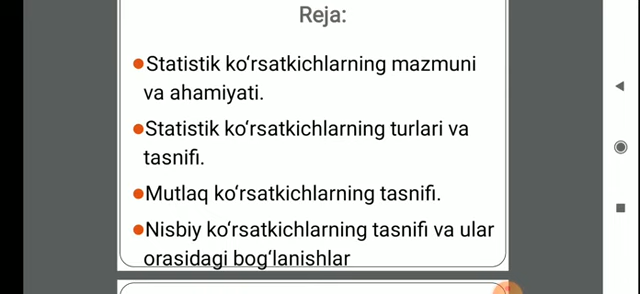 Reja:
●Statistik ko‘rsatkichlarning mazmuni
va ahamiyati.
●Statistik ko‘rsatkichlarning turlari va
tasnifi.
●Mutlaq ko‘rsatkichlarning tasnifi.
●Nisbiy ko‘rsatkichlarning tasnifi va ular
orasidagi bog‘lanishlar